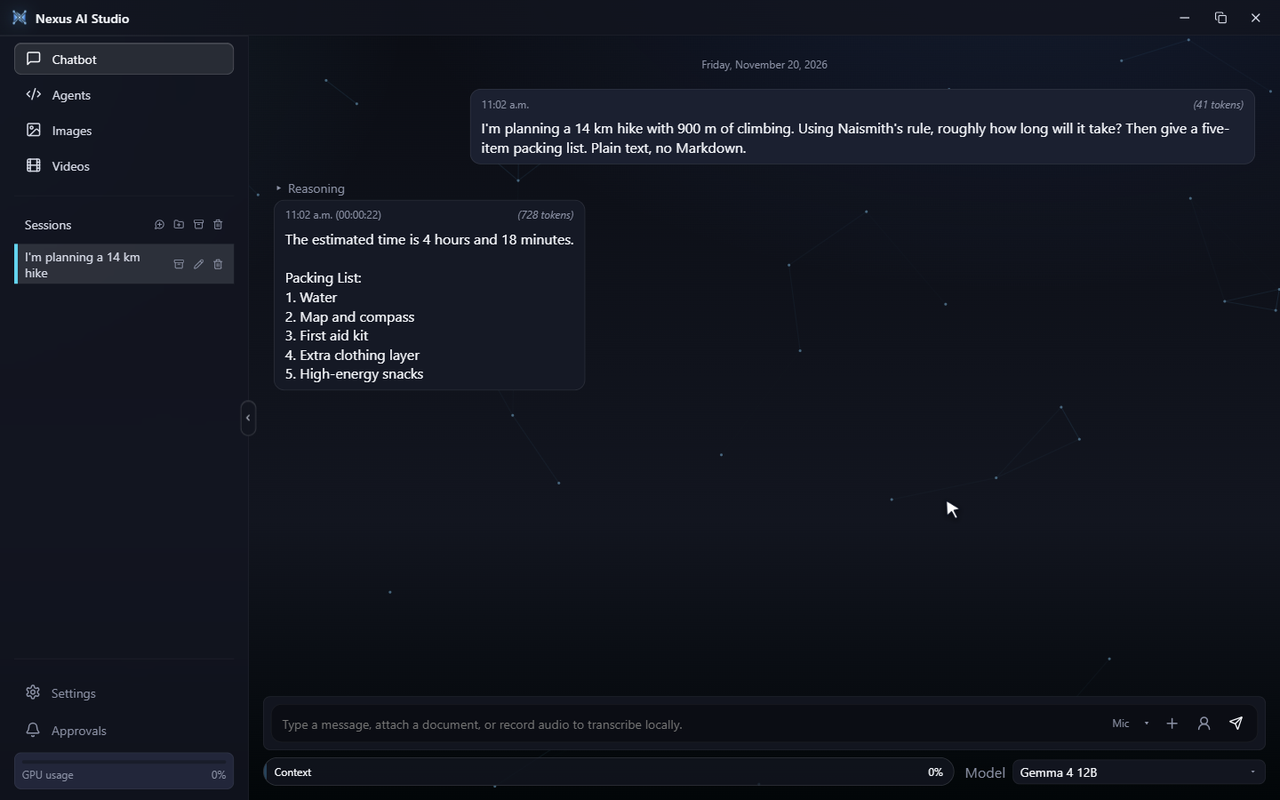 Nexus AI Studio
Chatbot
Agents
Images
Videos
Sessions
I'm planning a 14 km
hike
Settings
Approvals
GPU usage 0%
Friday, November 20, 2026
11:02 a.m. (41 tokens)
I'm planning a 14 km hike with 900 m of climbing. Using Naismith's rule, roughly how long will it take? Then give a five-
item packing list. Plain text, no Markdown.
Reasoning
11:02 a.m. (00:00:22) (728 tokens)
The estimated time is 4 hours and 18 minutes.
Packing List:
1. Water
2. Map and compass
3. First aid kit
4. Extra clothing layer
5. High-energy snacks
Type a message, attach a document, or record audio to transcribe locally.
Mic
Context 0%
Model Gemma 4 12B